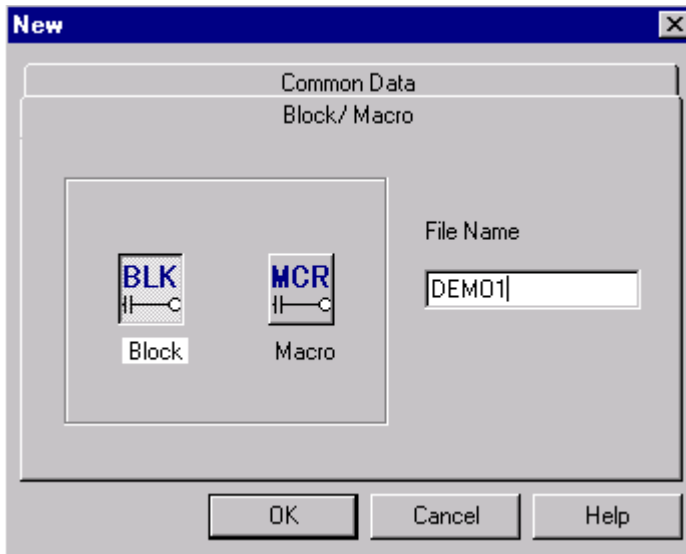 New
Common Data
Block/ Macro
File Name
BLK
MCR
DEMO1
Block
Macro
OK
Cancel
Help